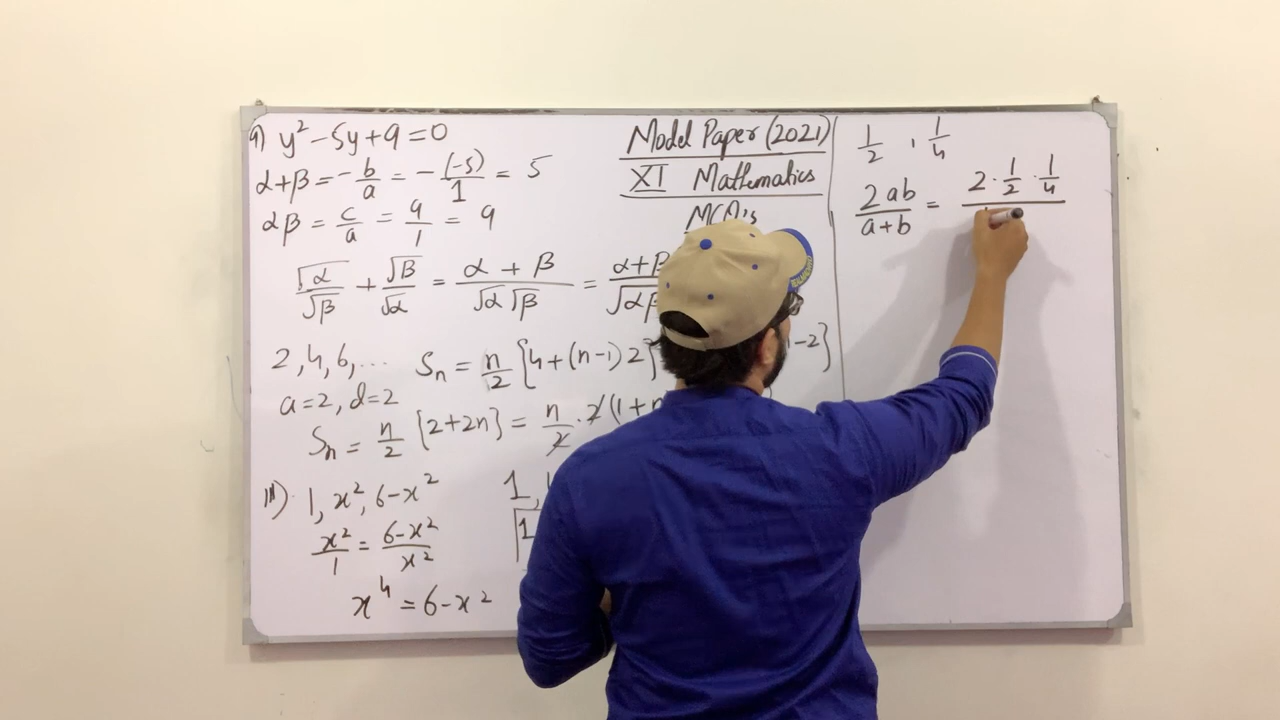 9) y² - 5y + 9 = 0
α + β = -b/a = -(-5)/1 = 5
αβ = c/a = 9/1 = 9
√α/√β + √β/√α = α + β/√α √β = α+β/√αβ
2, 4, 6, ... Sₙ = n/2 {4 + (n-1) 2} -2)}
a = 2, d = 2
Sₙ = n/2 {2 + 2n} = n/2 · 2 (1 +
III) 1, x², 6 - x² 1,
x²/1 = 6-x²/x² 1
x⁴ = 6 - x²
Model Paper (2021)
XI Mathematics
MCQ's
1/2 , 1/4
2ab/a+b = 2 · 1/2 · 1/4